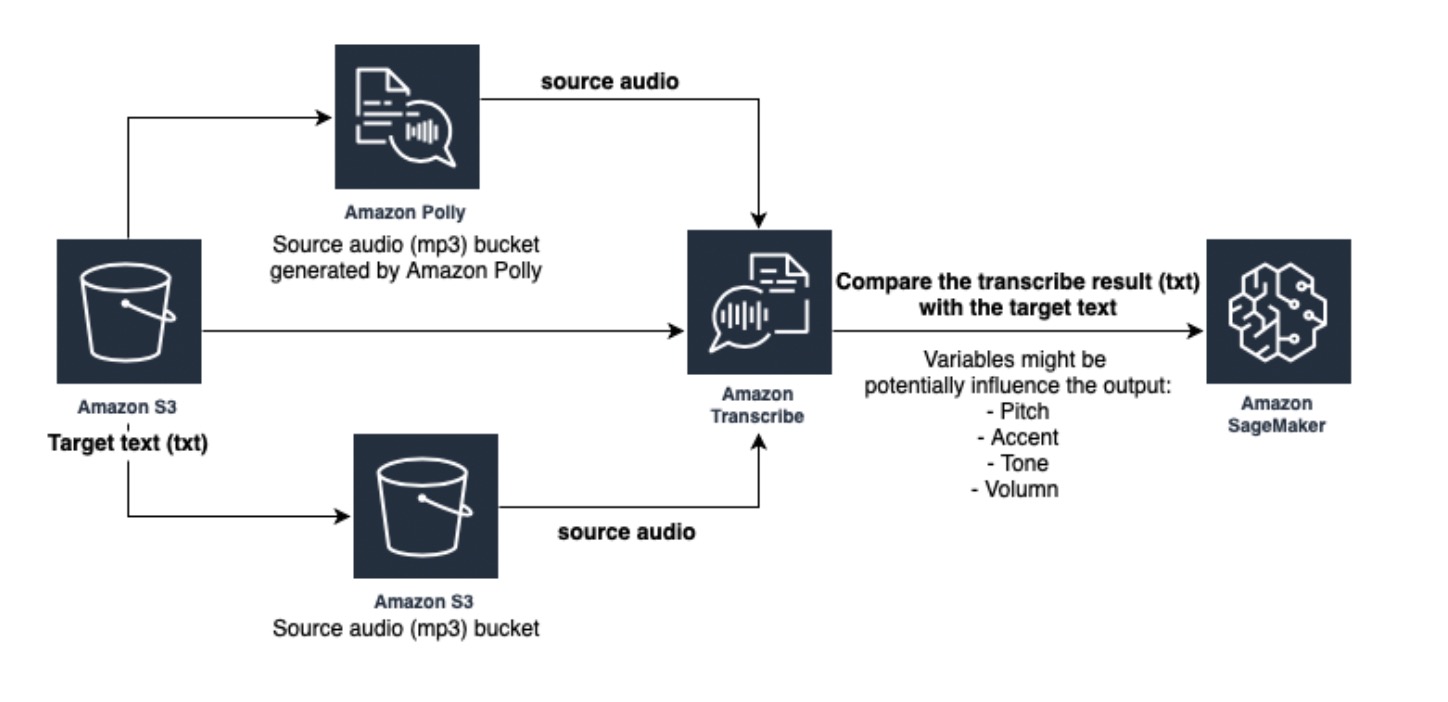 source audio
Amazon Polly
Source audio (mp3) bucket
generated by Amazon Polly
Amazon S3
Target text (txt)
Amazon
Transcribe
Compare the transcribe result (txt)
with the target text
Variables might be
potentially influence the output:
- Pitch
- Accent
- Tone
- Volumn
Amazon
SageMaker
source audio
Amazon S3
Source audio (mp3) bucket